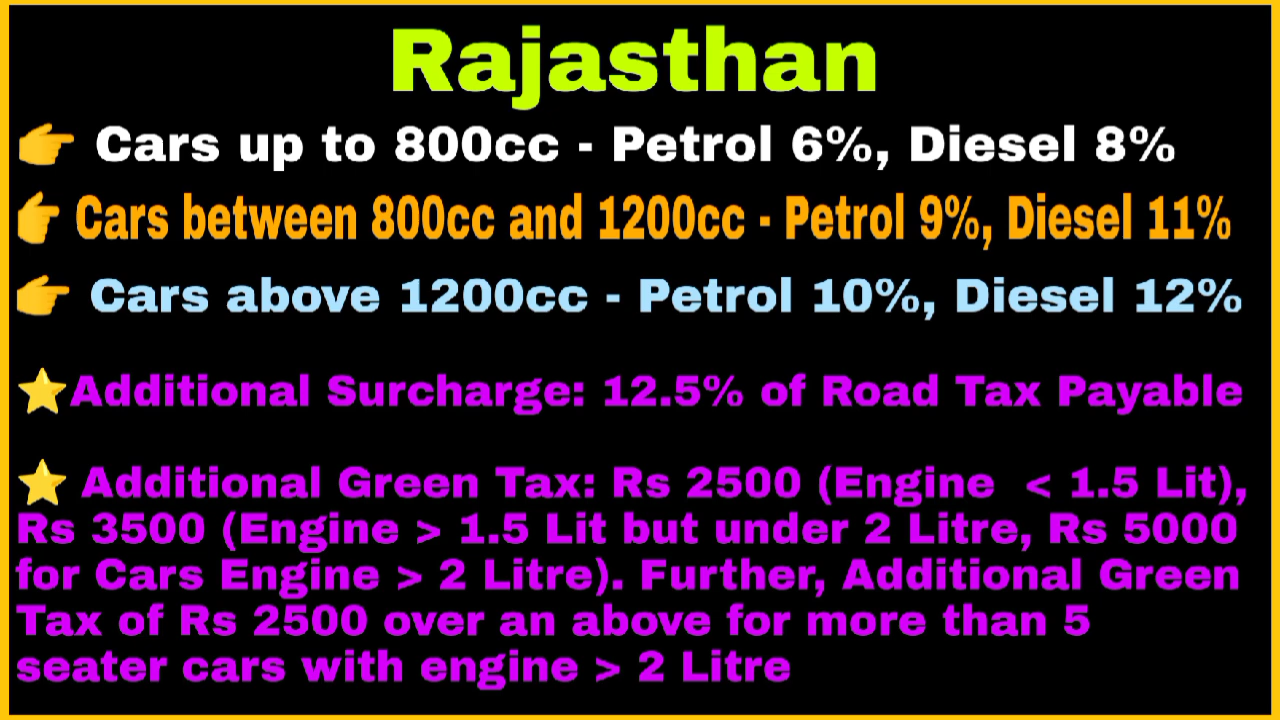 Rajasthan
👉 Cars up to 800cc - Petrol 6%, Diesel 8%
👉 Cars between 800cc and 1200cc - Petrol 9%, Diesel 11%
👉 Cars above 1200cc - Petrol 10%, Diesel 12%
⭐Additional Surcharge: 12.5% of Road Tax Payable
⭐ Additional Green Tax: Rs 2500 (Engine < 1.5 Lit),
Rs 3500 (Engine > 1.5 Lit but under 2 Litre, Rs 5000
for Cars Engine > 2 Litre). Further, Additional Green
Tax of Rs 2500 over an above for more than 5
seater cars with engine > 2 Litre